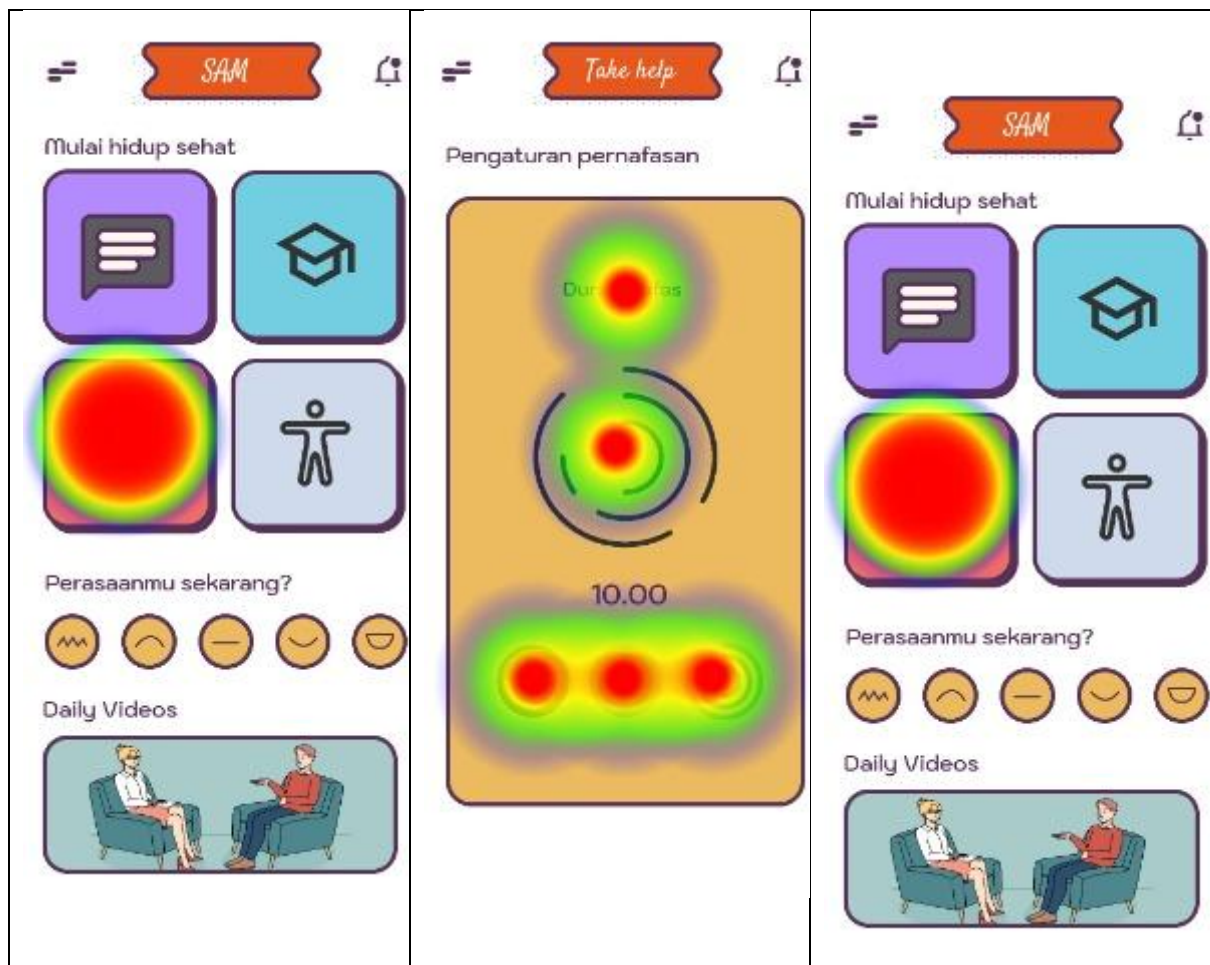 SAM
Mulai hidup sehat
Perasaanmu sekarang?
Daily Videos
Take help
Pengaturan pernafasan
10.00
SAM
Mulai hidup sehat
Perasaanmu sekarang?
Daily Videos